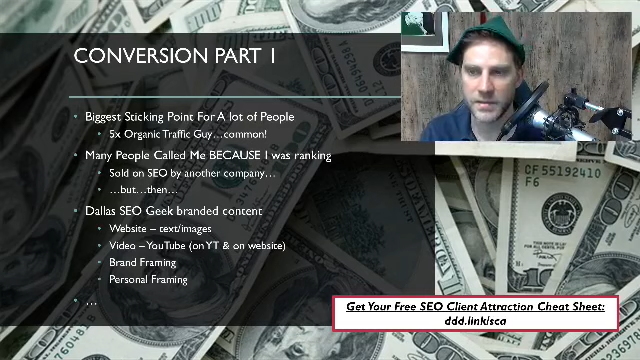 CONVERSION PART 1
• Biggest Sticking Point For A lot of People
• 5x Organic Traffic Guy…common!
• Many People Called Me BECAUSE I was ranking
• Sold on SEO by another company…
• …but…then…
• Dallas SEO Geek branded content
• Website – text/images
• Video – YouTube (on YT & on website)
• Brand Framing
• Personal Framing
• …
Get Your Free SEO Client Attraction Cheat Sheet:
ddd.link/sca
CF 55192410
F6